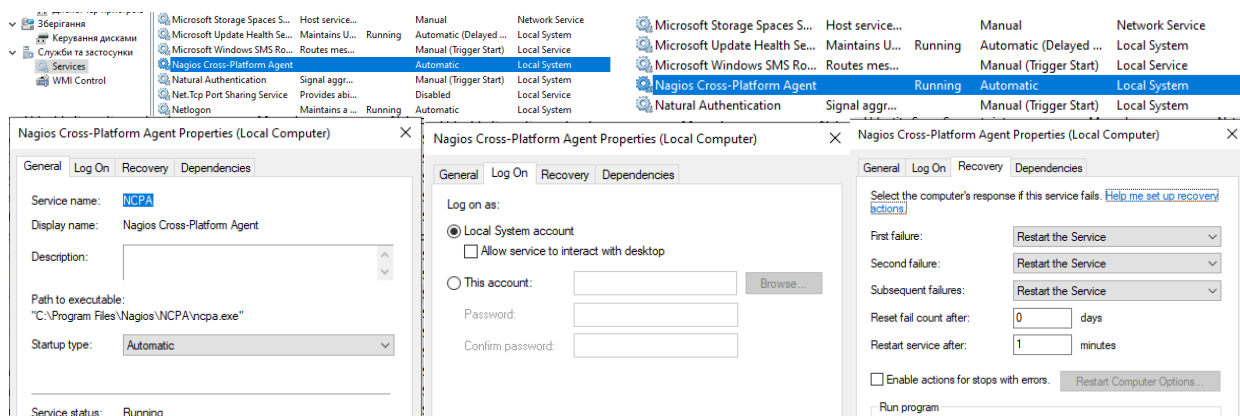 Зберігання
Керування дисками
Служби та застосунки
Services
WMI Control
Microsoft Storage Spaces S... Host service... Manual Network Service
Microsoft Update Health Se... Maintains U... Running Automatic (Delayed ... Local System
Microsoft Windows SMS Ro... Routes mes... Manual (Trigger Start) Local Service
Nagios Cross-Platform Agent Automatic Local System
Natural Authentication Signal aggr... Manual (Trigger Start) Local System
Net.Tcp Port Sharing Service Provides abi... Disabled Local Service
Netlogon Maintains a ... Running Automatic Local System
Microsoft Storage Spaces S... Host service... Manual Network Service
Microsoft Update Health Se... Maintains U... Running Automatic (Delayed ... Local System
Microsoft Windows SMS Ro... Routes mes... Manual (Trigger Start) Local Service
Nagios Cross-Platform Agent Running Automatic Local System
Natural Authentication Signal aggr... Manual (Trigger Start) Local System
Nagios Cross-Platform Agent Properties (Local Computer)
General Log On Recovery Dependencies
Service name: NCPA
Display name: Nagios Cross-Platform Agent
Description:
Path to executable:
"C:\Program Files\Nagios\NCPA\ncpa.exe"
Startup type: Automatic
Service status: Running
Nagios Cross-Platform Agent Properties (Local Computer)
General Log On Recovery Dependencies
Log on as:
Local System account
Allow service to interact with desktop
This account: Browse...
Password:
Confirm password:
Nagios Cross-Platform Agent Properties (Local Computer)
General Log On Recovery Dependencies
Select the computer's response if this service fails. Help me set up recovery
actions.
First failure: Restart the Service
Second failure: Restart the Service
Subsequent failures: Restart the Service
Reset fail count after: 0 days
Restart service after: 1 minutes
Enable actions for stops with errors. Restart Computer Options...
Run program